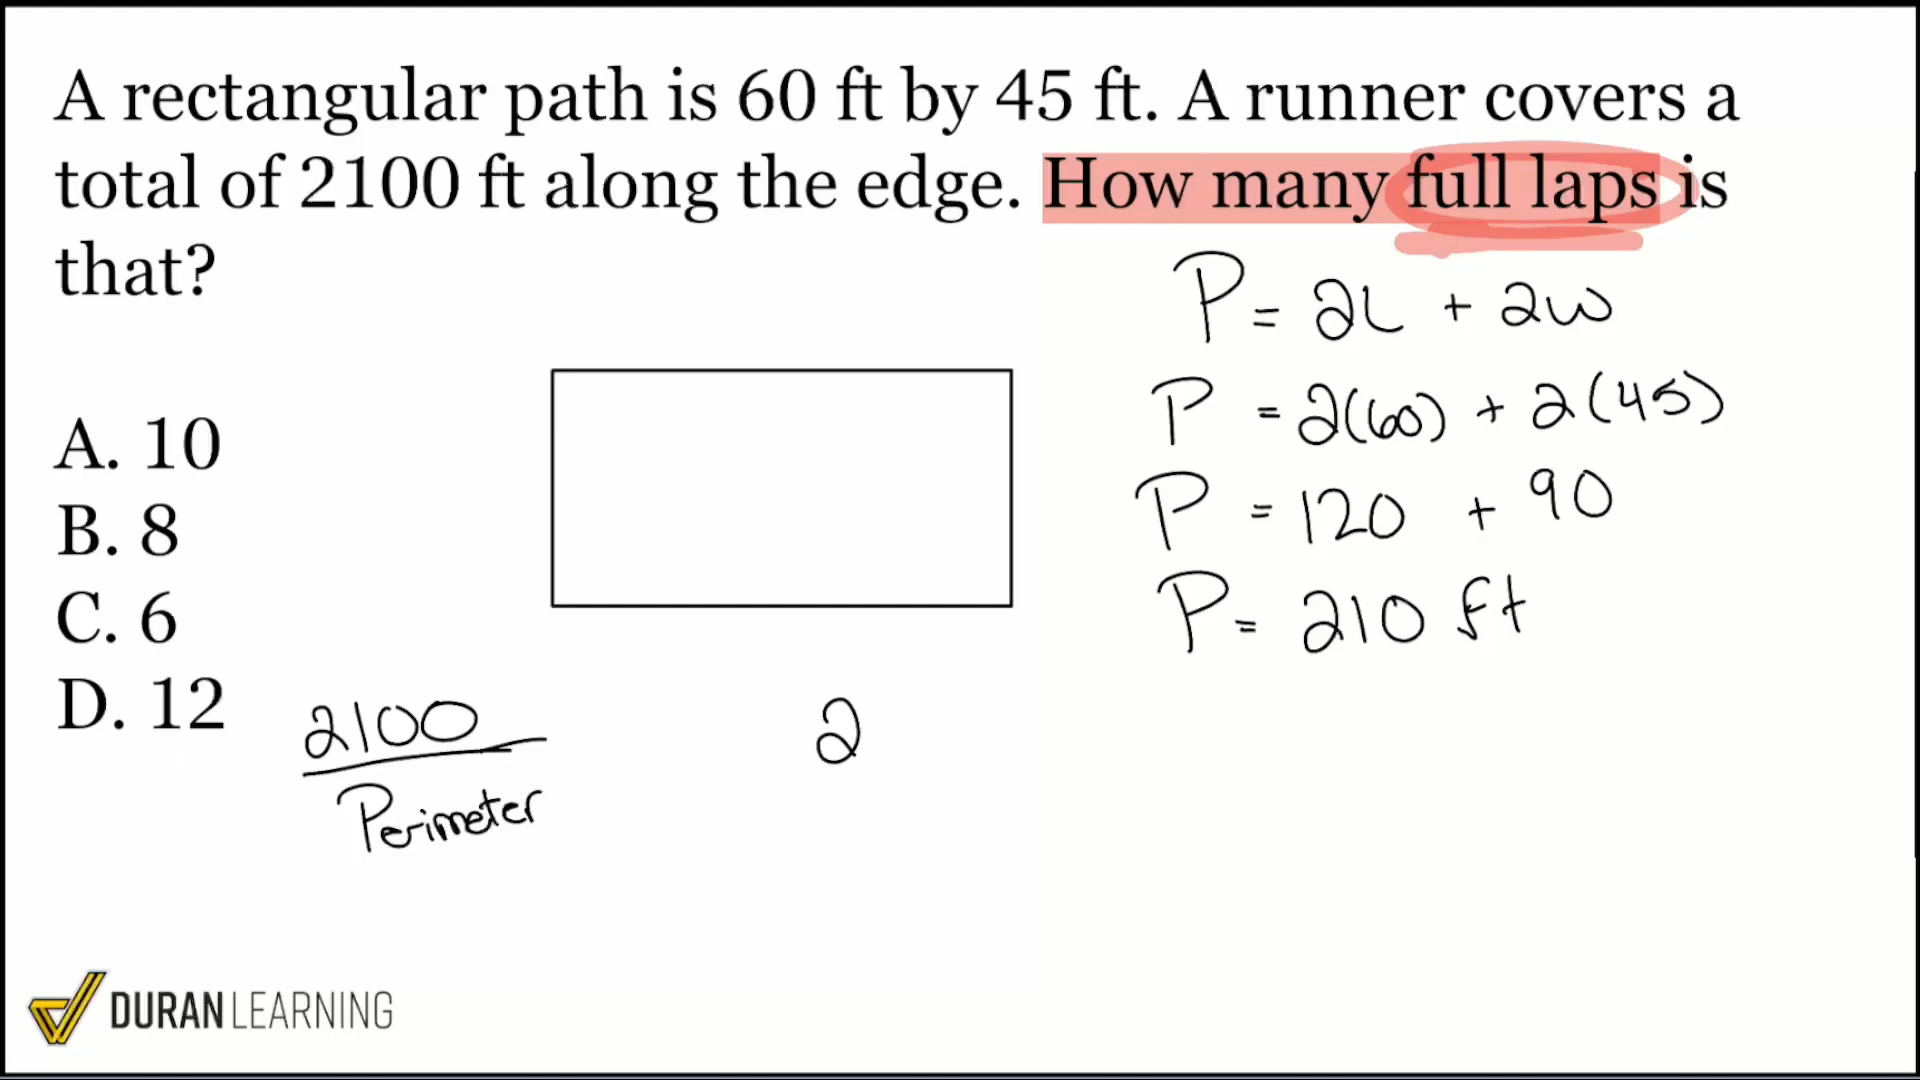 A rectangular path is 60 ft by 45 ft. A runner covers a
total of 2100 ft along the edge. How many full laps is
that?
P = 2L + 2w
P = 2(60) + 2(45)
P = 120 + 90
P = 210 ft
A. 10
B. 8
C. 6
D. 12
2100
Perimeter
2
DURAN LEARNING